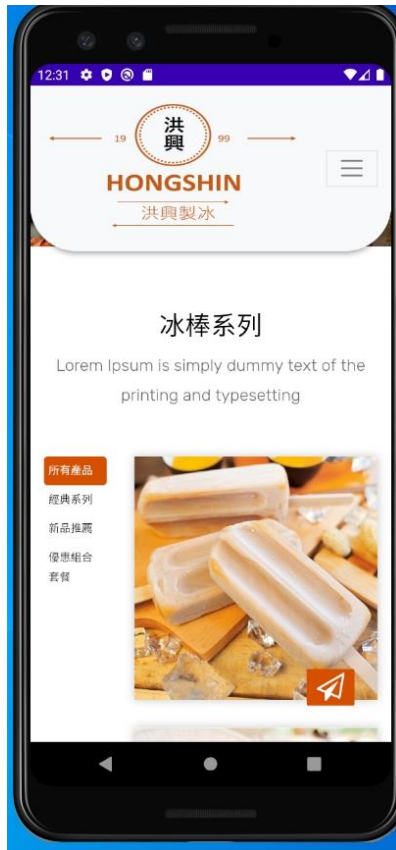 12:31
洪
興
19
99
HONGSHIN
洪興製冰
冰棒系列
Lorem Ipsum is simply dummy text of the
printing and typesetting
所有產品
經典系列
新品推薦
優惠組合
套餐